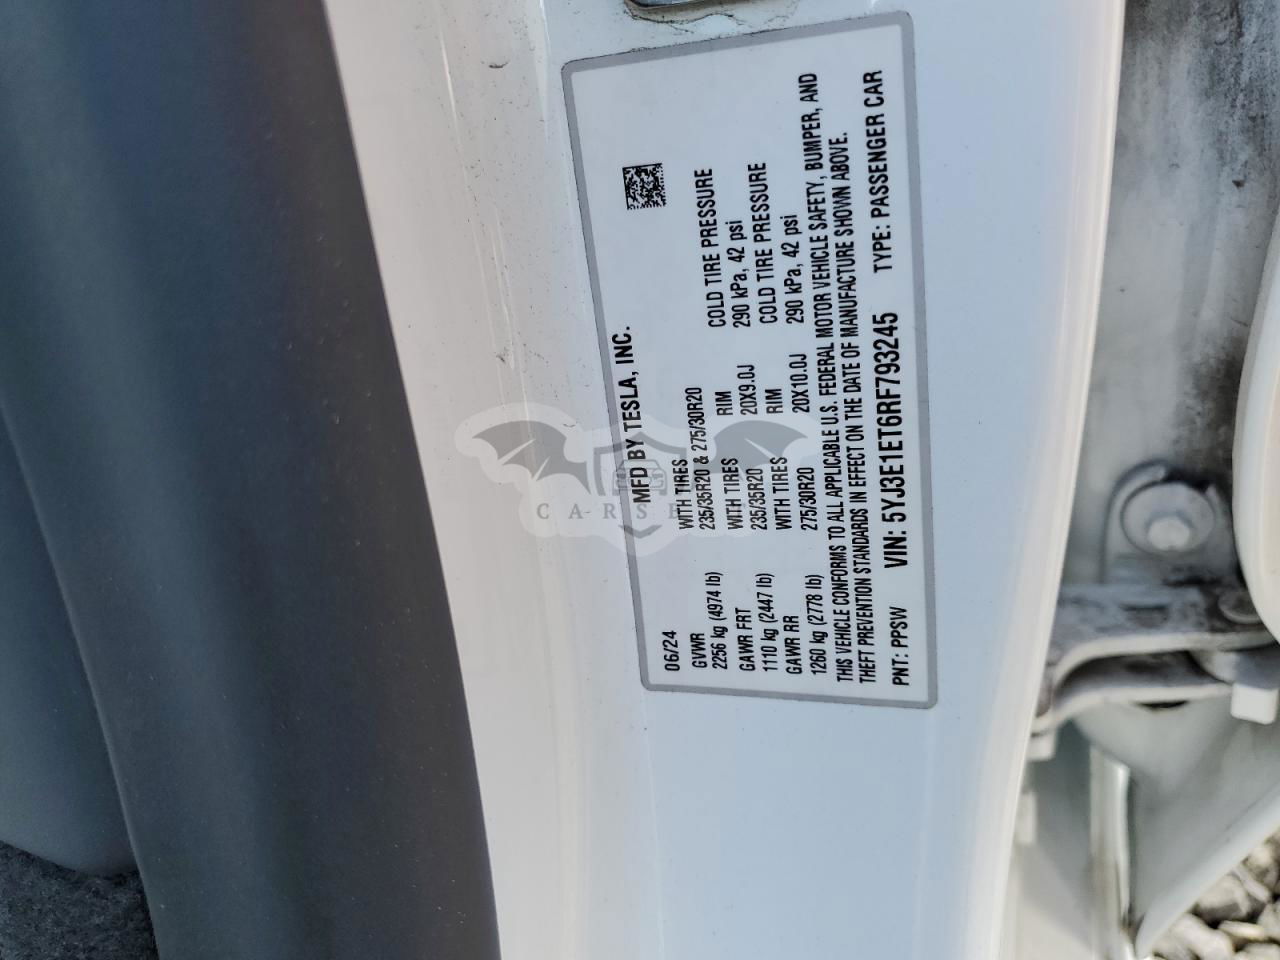 MFD BY TESLA, INC.
06/24
GVWR WITH TIRES COLD TIRE PRESSURE
2256 kg (4974 lb) 235/35R20 & 275/30R20
GAWR FRT WITH TIRES RIM 290 kPa, 42 psi
1110 kg (2447 lb) 235/35R20 20X9.0J COLD TIRE PRESSURE
GAWR RR WITH TIRES RIM 290 kPa, 42 psi
1260 kg (2778 lb) 275/30R20 20X10.0J
THIS VEHICLE CONFORMS TO ALL APPLICABLE U.S. FEDERAL MOTOR VEHICLE SAFETY, BUMPER, AND
THEFT PREVENTION STANDARDS IN EFFECT ON THE DATE OF MANUFACTURE SHOWN ABOVE.
PNT: PPSW VIN: 5YJ3E1ET6RF793245 TYPE: PASSENGER CAR